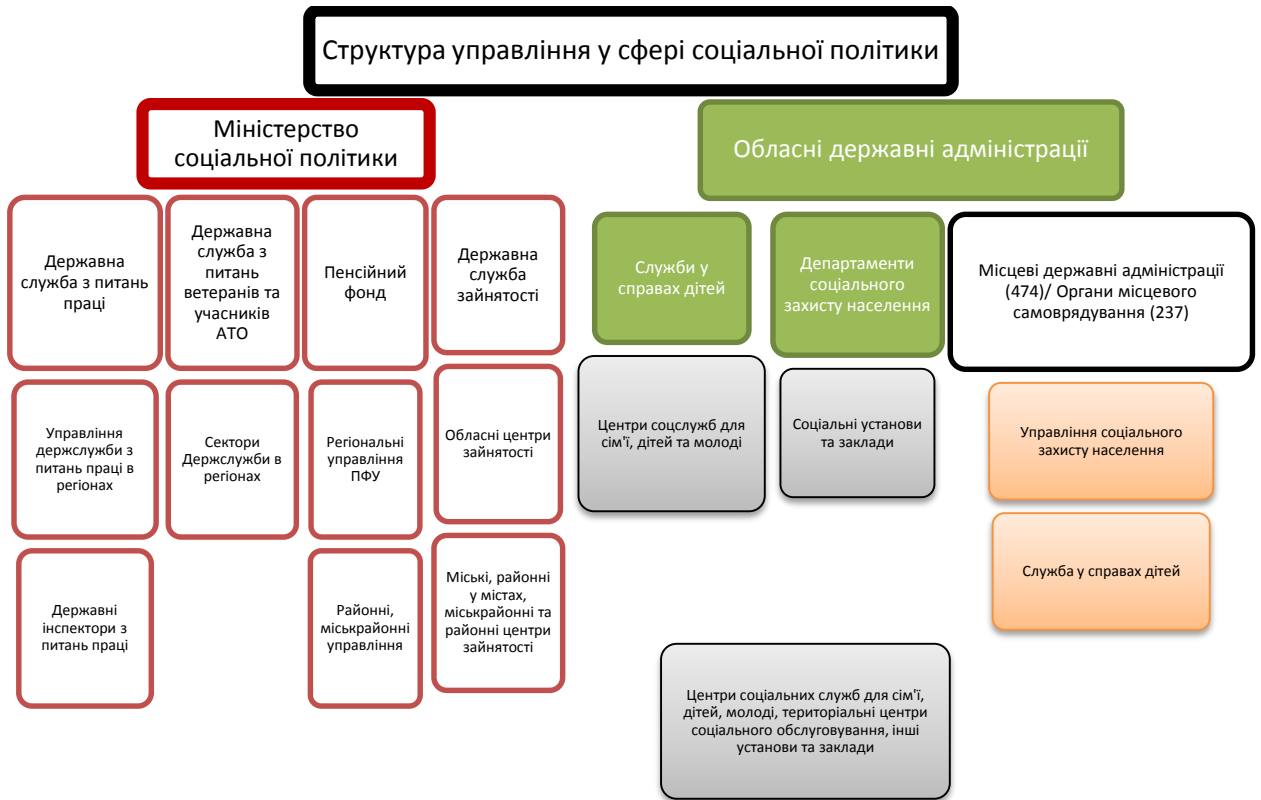 Структура управління у сфері соціальної політики
Міністерство
соціальної політики
Обласні державні адміністрації
Державна
служба з питань
праці
Державна
служба з
питань
ветеранів та
учасників
АТО
Пенсійний
фонд
Державна
служба
зайнятості
Служби у
справах дітей
Департаменти
соціального
захисту населення
Місцеві державні адміністрації
(474)/ Органи місцевого
самоврядування (237)
Управління
держслужби з
питань праці в
регіонах
Сектори
Держслужби в
регіонах
Регіональні
управління
ПФУ
Обласні центри
зайнятості
Центри соцслужб для
сім'ї, дітей та молоді
Соціальні установи
та заклади
Управління соціального
захисту населення
Державні
інспектори з
питань праці
Районні,
міськрайонні
управління
Міські, районні
у містах,
міськрайонні та
районні центри
зайнятості
Служба у справах дітей
Центри соціальних служб для сім'ї,
дітей, молоді, територіальні центри
соціального обслуговування, інші
установи та заклади